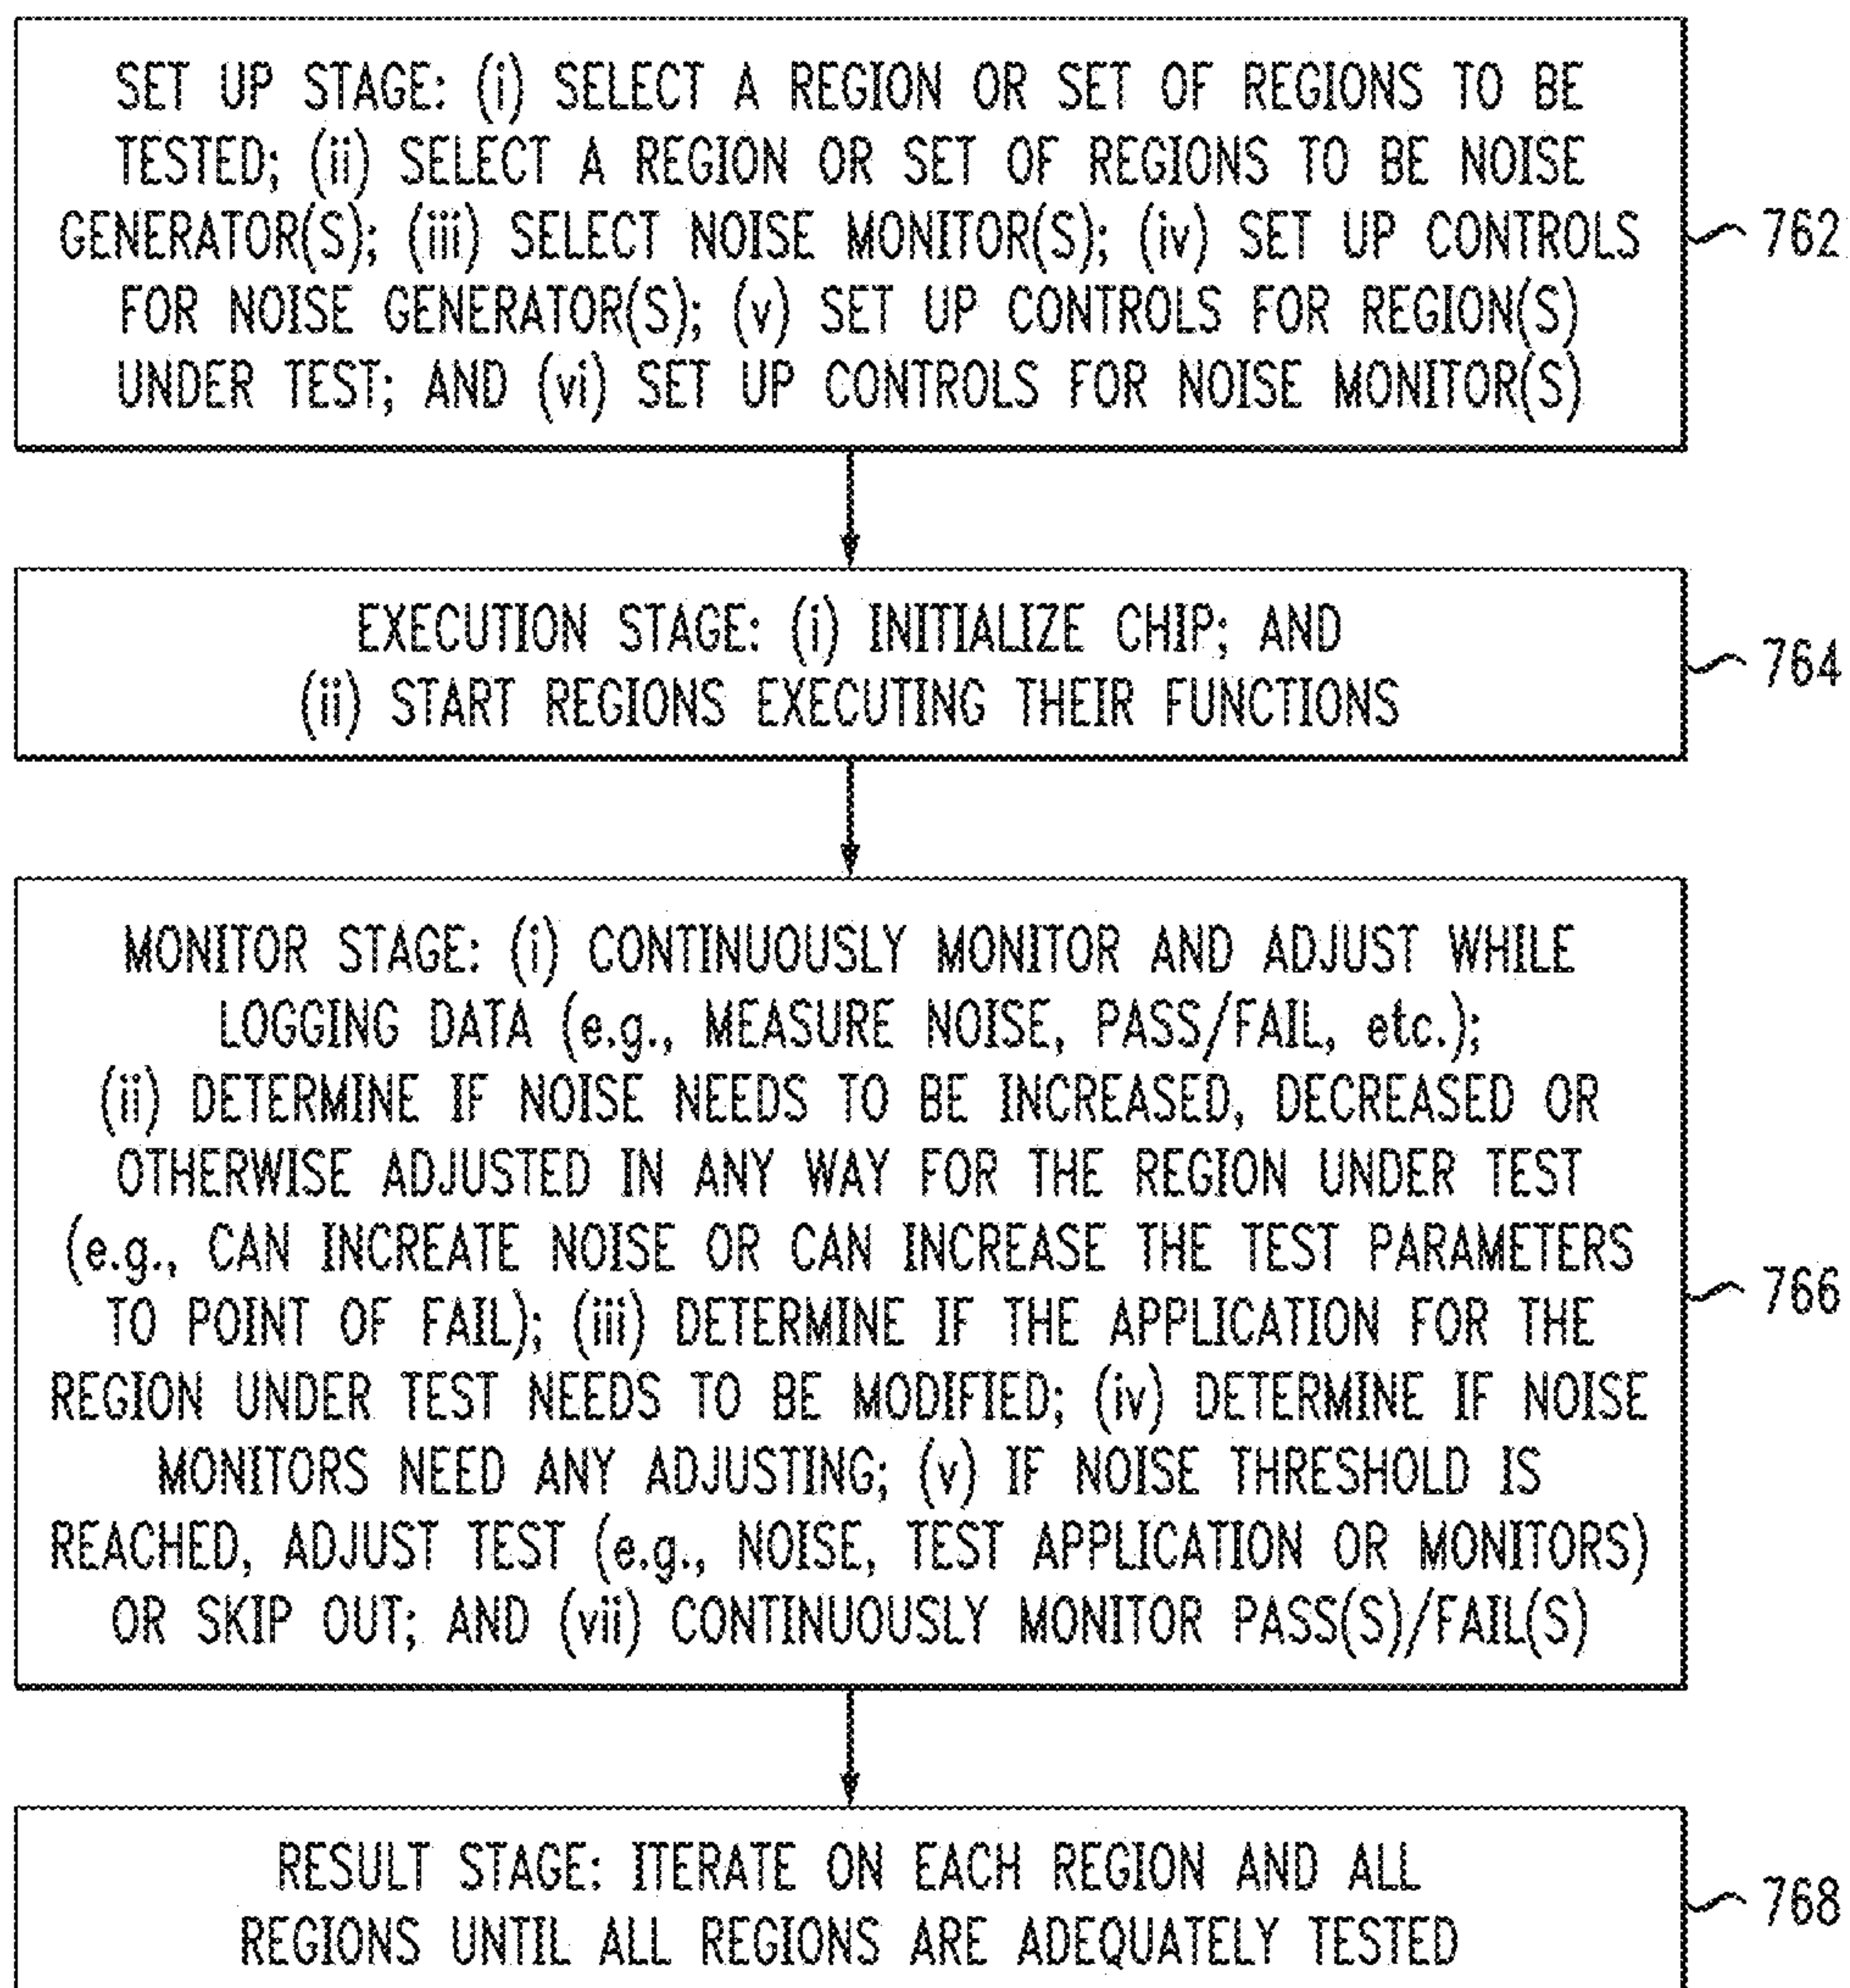 SET UP STAGE: (i) SELECT A REGION OR SET OF REGIONS TO BE
TESTED; (ii) SELECT A REGION OR SET OF REGIONS TO BE NOISE
GENERATOR(S); (iii) SELECT NOISE MONITOR(S); (iv) SET UP CONTROLS
FOR NOISE GENERATOR(S); (v) SET UP CONTROLS FOR REGION(S)
UNDER TEST; AND (vi) SET UP CONTROLS FOR NOISE MONITOR(S)
762
EXECUTION STAGE: (i) INITIALIZE CHIP; AND
(ii) START REGIONS EXECUTING THEIR FUNCTIONS
764
MONITOR STAGE: (i) CONTINUOUSLY MONITOR AND ADJUST WHILE
LOGGING DATA (e.g., MEASURE NOISE, PASS/FAIL, etc.);
(ii) DETERMINE IF NOISE NEEDS TO BE INCREASED, DECREASED OR
OTHERWISE ADJUSTED IN ANY WAY FOR THE REGION UNDER TEST
(e.g., CAN INCREATE NOISE OR CAN INCREASE THE TEST PARAMETERS
TO POINT OF FAIL); (iii) DETERMINE IF THE APPLICATION FOR THE
REGION UNDER TEST NEEDS TO BE MODIFIED; (iv) DETERMINE IF NOISE
MONITORS NEED ANY ADJUSTING; (v) IF NOISE THRESHOLD IS
REACHED, ADJUST TEST (e.g., NOISE, TEST APPLICATION OR MONITORS)
OR SKIP OUT; AND (vii) CONTINUOUSLY MONITOR PASS(S)/FAIL(S)
766
RESULT STAGE: ITERATE ON EACH REGION AND ALL
REGIONS UNTIL ALL REGIONS ARE ADEQUATELY TESTED
768